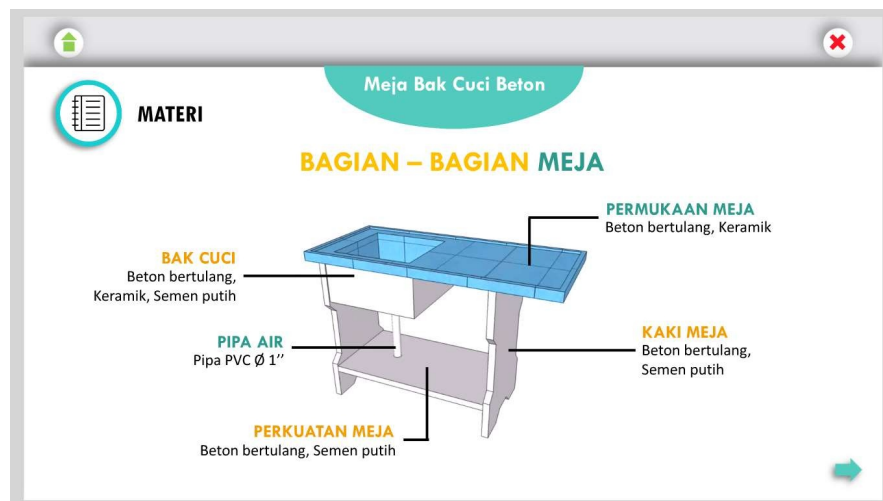 Meja Bak Cuci Beton
MATERI
BAGIAN – BAGIAN MEJA
PERMUKAAN MEJA
Beton bertulang, Keramik
BAK CUCI
Beton bertulang,
Keramik, Semen putih
PIPA AIR
Pipa PVC Ø 1’’
KAKI MEJA
Beton bertulang,
Semen putih
PERKUATAN MEJA
Beton bertulang, Semen putih